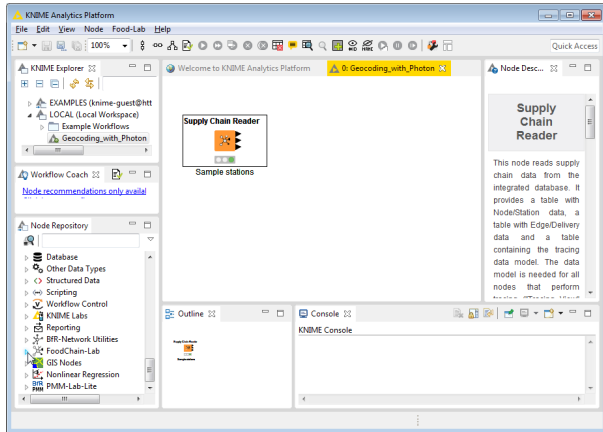 KNIME Analytics Platform
File Edit View Node Food-Lab Help
100%
Quick Access
KNIME Explorer
EXAMPLES (knime-guest@htt
LOCAL (Local Workspace)
Example Workflows
Geocoding_with_Photon
Workflow Coach
Node recommendations only availal
Node Repository
Database
Other Data Types
Structured Data
Scripting
Workflow Control
KNIME Labs
Reporting
BfR-Network Utilities
FoodChain-Lab
GIS Nodes
Nonlinear Regression
PMM-Lab-Lite
Welcome to KNIME Analytics Platform
0: Geocoding_with_Photon
Supply Chain Reader
Sample stations
Outline
Supply Chain Reader
Sample stations
Console
KNIME Console
Node Desc...
Supply
Chain
Reader
This node reads supply
chain data from the
integrated database. It
provides a table with
Node/Station data, a
table with Edge/Delivery
data and a table
containing the tracing
data model. The data
model is needed for all
nodes that perform